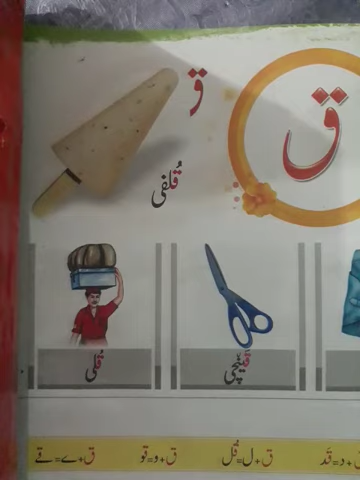 ق ق
قُلفی
قینچی قُلی
ق+د=قَد ق+ل=قُل ق+و=قو ق+ے=قے